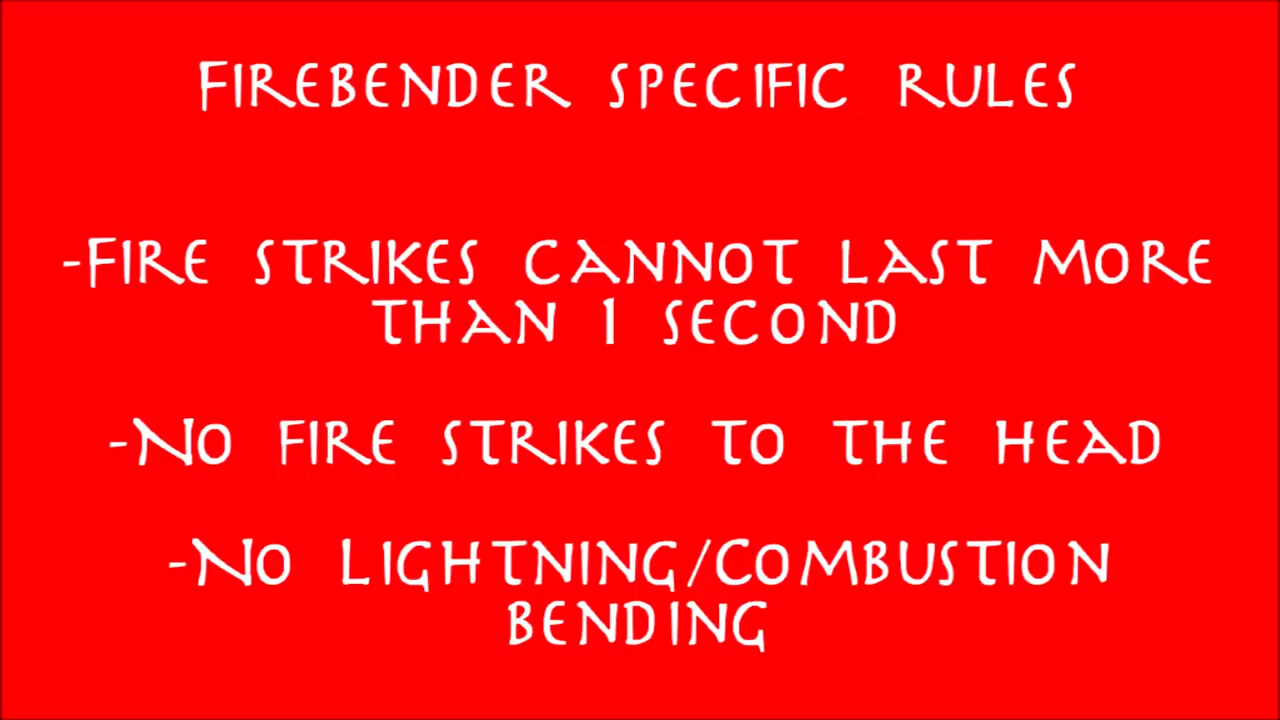 Firebender specific rules
-Fire strikes cannot last more
than 1 second
-No fire strikes to the head
-No Lightning/Combustion
bending